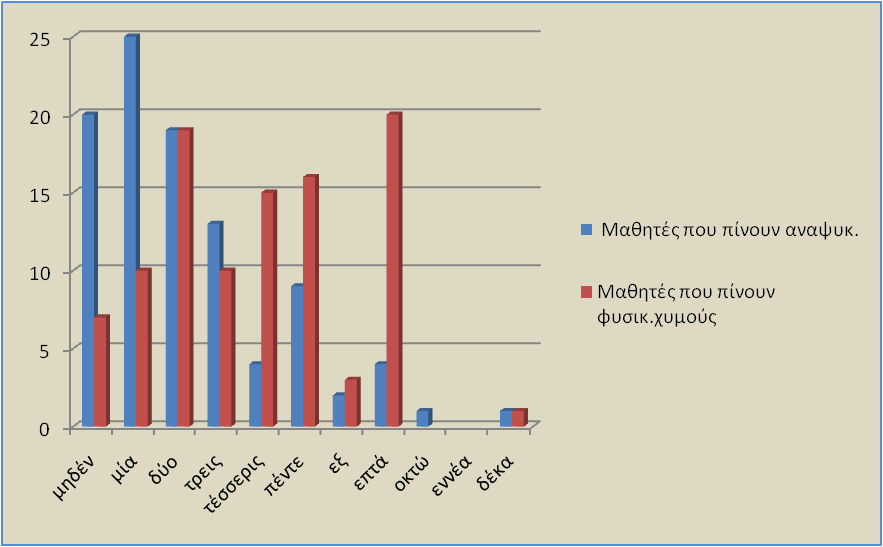 25
20
15
10
5
0
μηδέν
μία
δύο
τρεις
τέσσερις
πέντε
εξ
επτά
οκτώ
εννέα
δέκα
Μαθητές που πίνουν αναψυκ.
Μαθητές που πίνουν
φυσικ.χυμούς